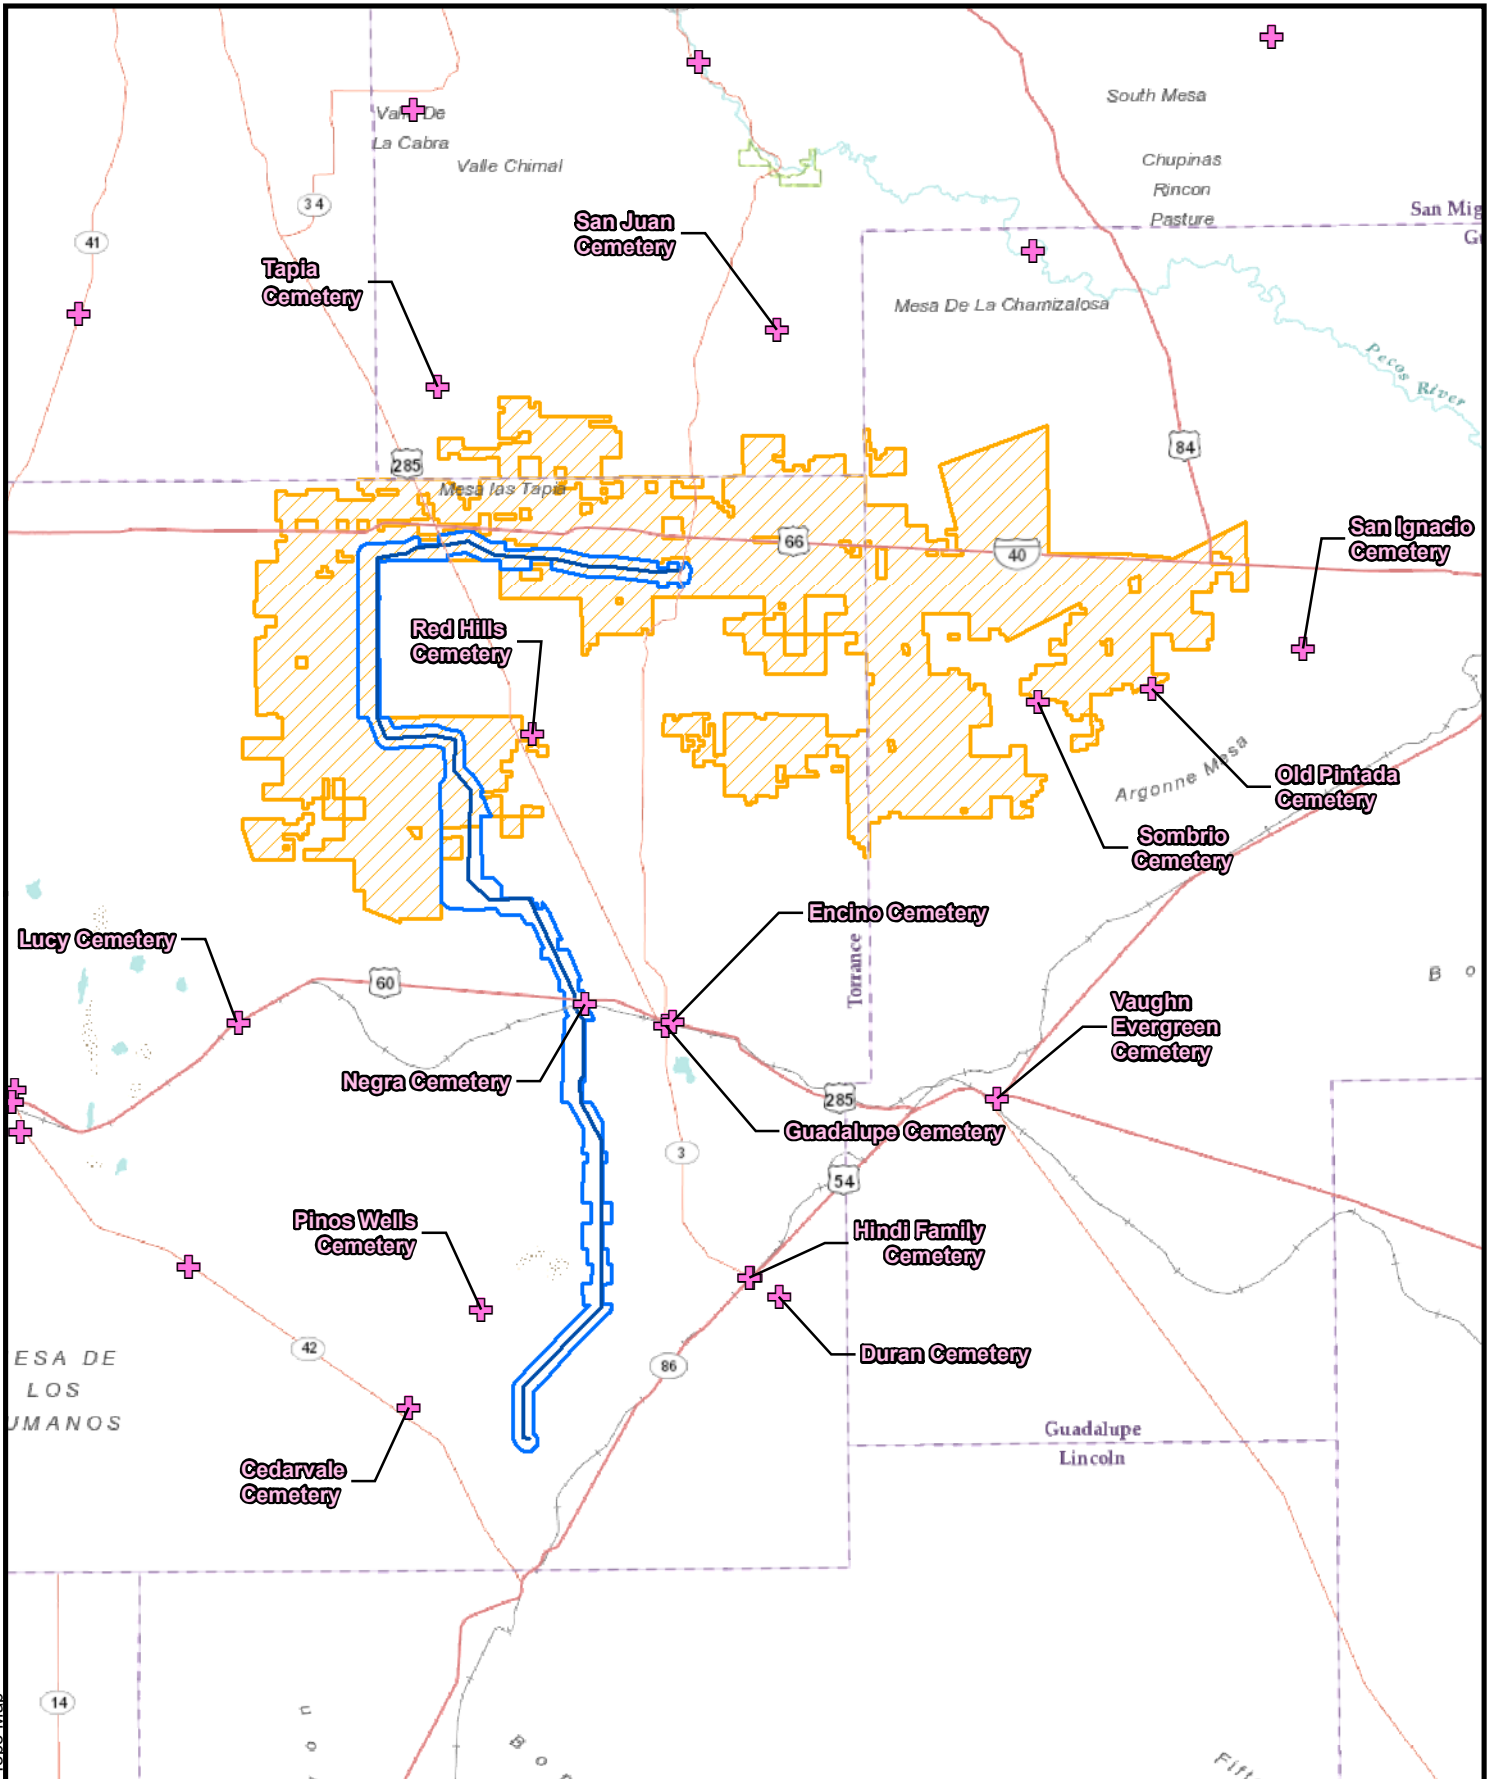 South Mesa
Valle De
La Cabra
Valle Chimal
Chupinas
Rincon
Pasture
34
San Mig
Gu
41
San Juan
Cemetery
Tapia
Cemetery
Mesa De La Chamizalosa
Pecos River
84
285
Mesa las Tapia
66
40
San Ignacio
Cemetery
Red Hills
Cemetery
Argonne Mesa
Old Pintada
Cemetery
Sombrio
Cemetery
Encino Cemetery
Lucy Cemetery
Torrance
60
B o
Vaughn
Evergreen
Cemetery
Negra Cemetery
285
Guadalupe Cemetery
3
54
Pinos Wells
Cemetery
Hindi Family
Cemetery
42
Duran Cemetery
86
ESA DE
LOS
UMANOS
Guadalupe
Lincoln
Cedarvale
Cemetery
14
u o
B o r
Fift